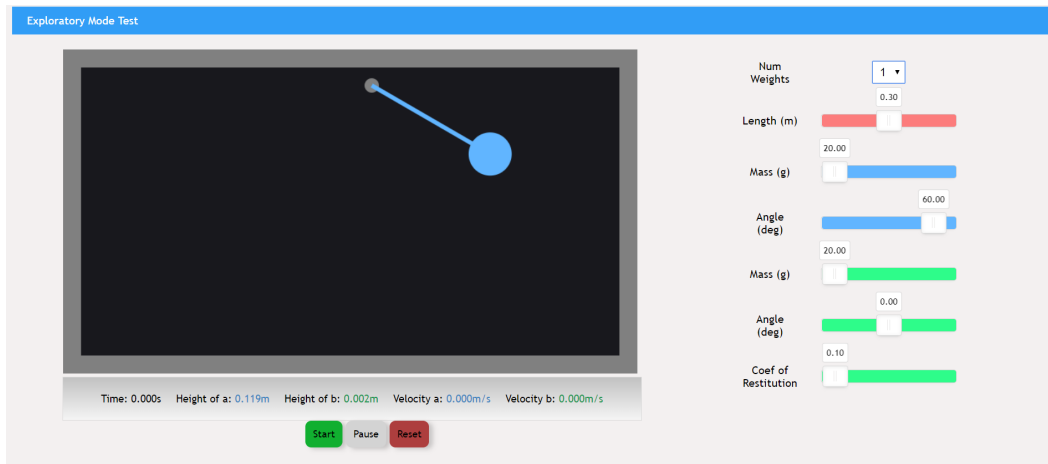 Exploratory Mode Test
Num
Weights
1
0.30
Length (m)
20.00
Mass (g)
60.00
Angle
(deg)
20.00
Mass (g)
0.00
Angle
(deg)
0.10
Coef of
Restitution
Time: 0.000s Height of a: 0.119m Height of b: 0.002m Velocity a: 0.000m/s Velocity b: 0.000m/s
Start Pause Reset